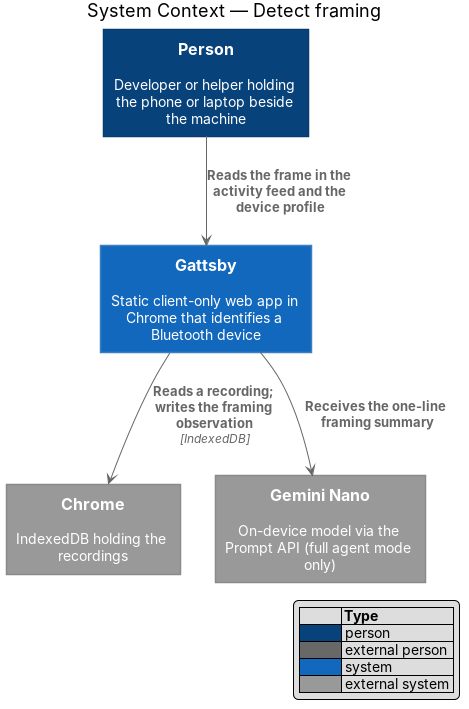 System Context — Detect framing
Person
Developer or helper holding
the phone or laptop beside
the machine
Reads the frame in the
activity feed and the
device profile
Gattsby
Static client-only web app in
Chrome that identifies a
Bluetooth device
Reads a recording;
writes the framing
observation
[IndexedDB]
Receives the one-line
framing summary
Chrome
IndexedDB holding the
recordings
Gemini Nano
On-device model via the
Prompt API (full agent mode
only)
Type
person
external person
system
external system